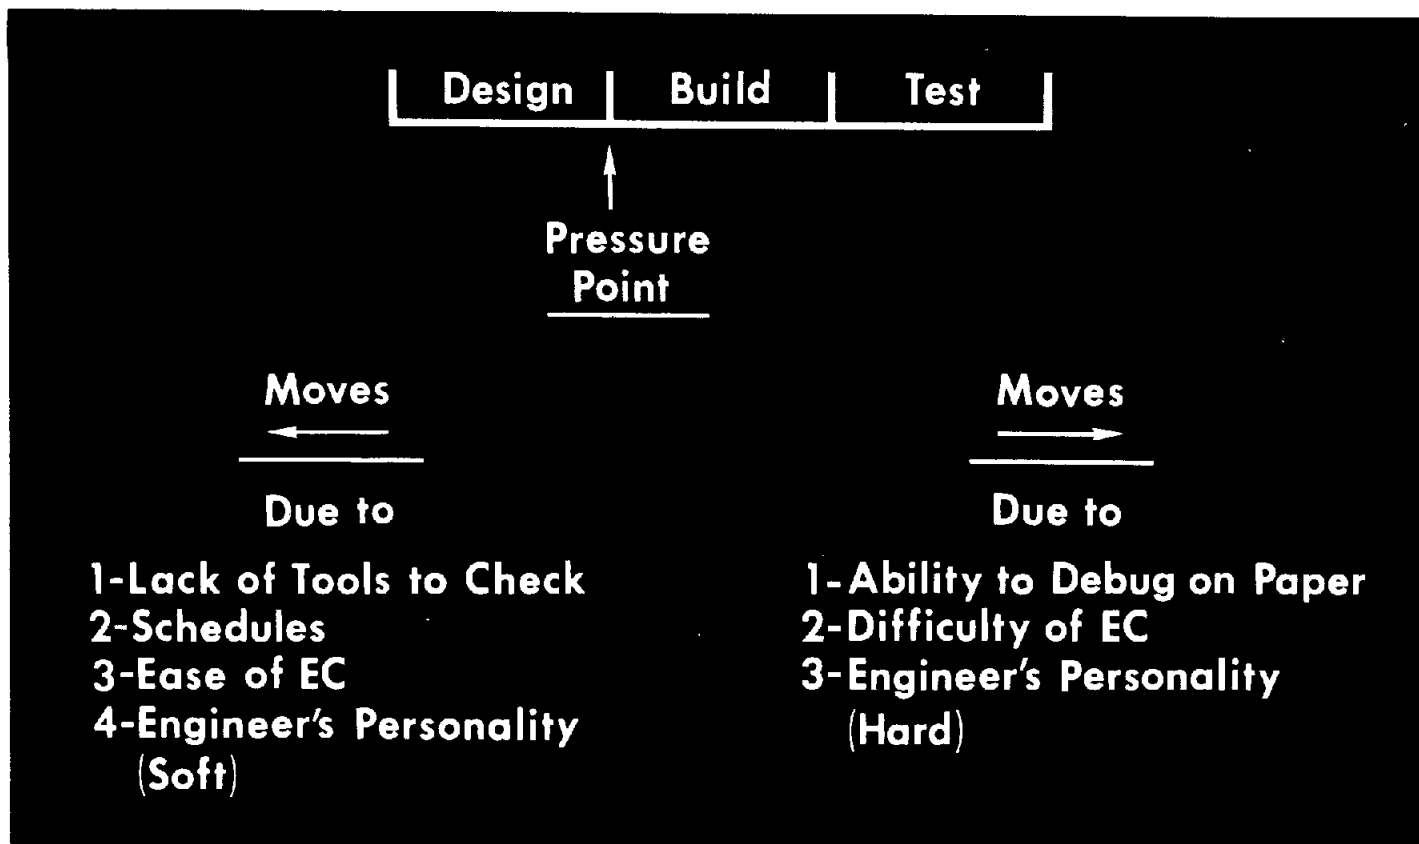 Design Build Test
Pressure
Point
Moves
Due to
1-Lack of Tools to Check
2-Schedules
3-Ease of EC
4-Engineer's Personality
(Soft)
Moves
Due to
1-Ability to Debug on Paper
2-Difficulty of EC
3-Engineer's Personality
(Hard)